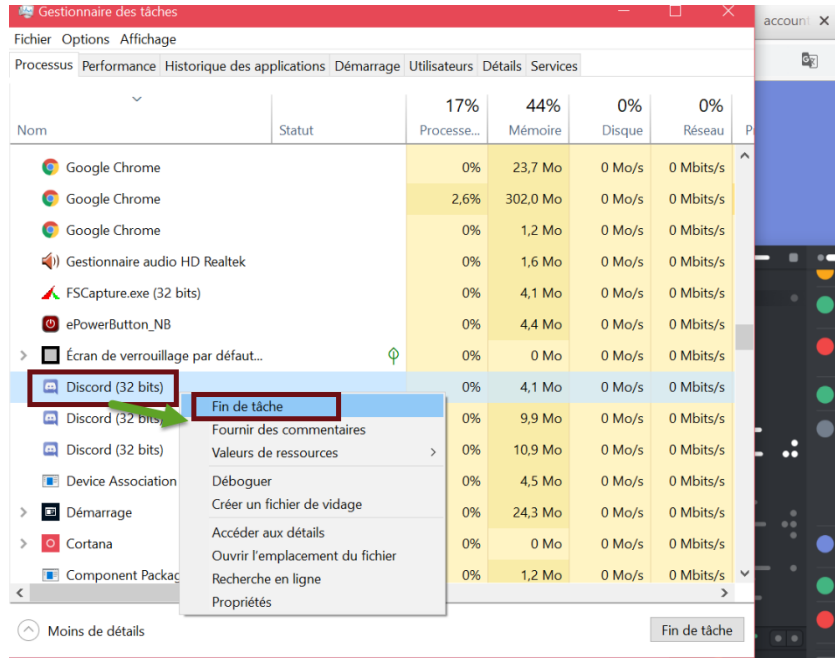 Gestionnaire des tâches
account
Fichier Options Affichage
Processus Performance Historique des applications Démarrage Utilisateurs Détails Services
17% 44% 0% 0%
Nom Statut Processe... Mémoire Disque Réseau
Google Chrome 0% 23,7 Mo 0 Mo/s 0 Mbits/s
Google Chrome 2,6% 302,0 Mo 0 Mo/s 0 Mbits/s
Google Chrome 0% 1,2 Mo 0 Mo/s 0 Mbits/s
Gestionnaire audio HD Realtek 0% 1,6 Mo 0 Mo/s 0 Mbits/s
FSCapture.exe (32 bits) 0% 4,1 Mo 0 Mo/s 0 Mbits/s
ePowerButton_NB 0% 4,4 Mo 0 Mo/s 0 Mbits/s
Écran de verrouillage par défaut... 0% 0 Mo 0 Mo/s 0 Mbits/s
Discord (32 bits) 0% 4,1 Mo 0 Mo/s 0 Mbits/s
Fin de tâche
Discord (32 bits) 0% 9,9 Mo 0 Mo/s 0 Mbits/s
Fournir des commentaires
Discord (32 bits) 0% 10,9 Mo 0 Mo/s 0 Mbits/s
Valeurs de ressources
Device Association 0% 4,5 Mo 0 Mo/s 0 Mbits/s
Déboguer
Démarrage 0% 24,3 Mo 0 Mo/s 0 Mbits/s
Créer un fichier de vidage
Accéder aux détails
Cortana 0% 0 Mo 0 Mo/s 0 Mbits/s
Ouvrir l'emplacement du fichier
Component Packag 0% 1,2 Mo 0 Mo/s 0 Mbits/s
Recherche en ligne
Propriétés
Moins de détails Fin de tâche